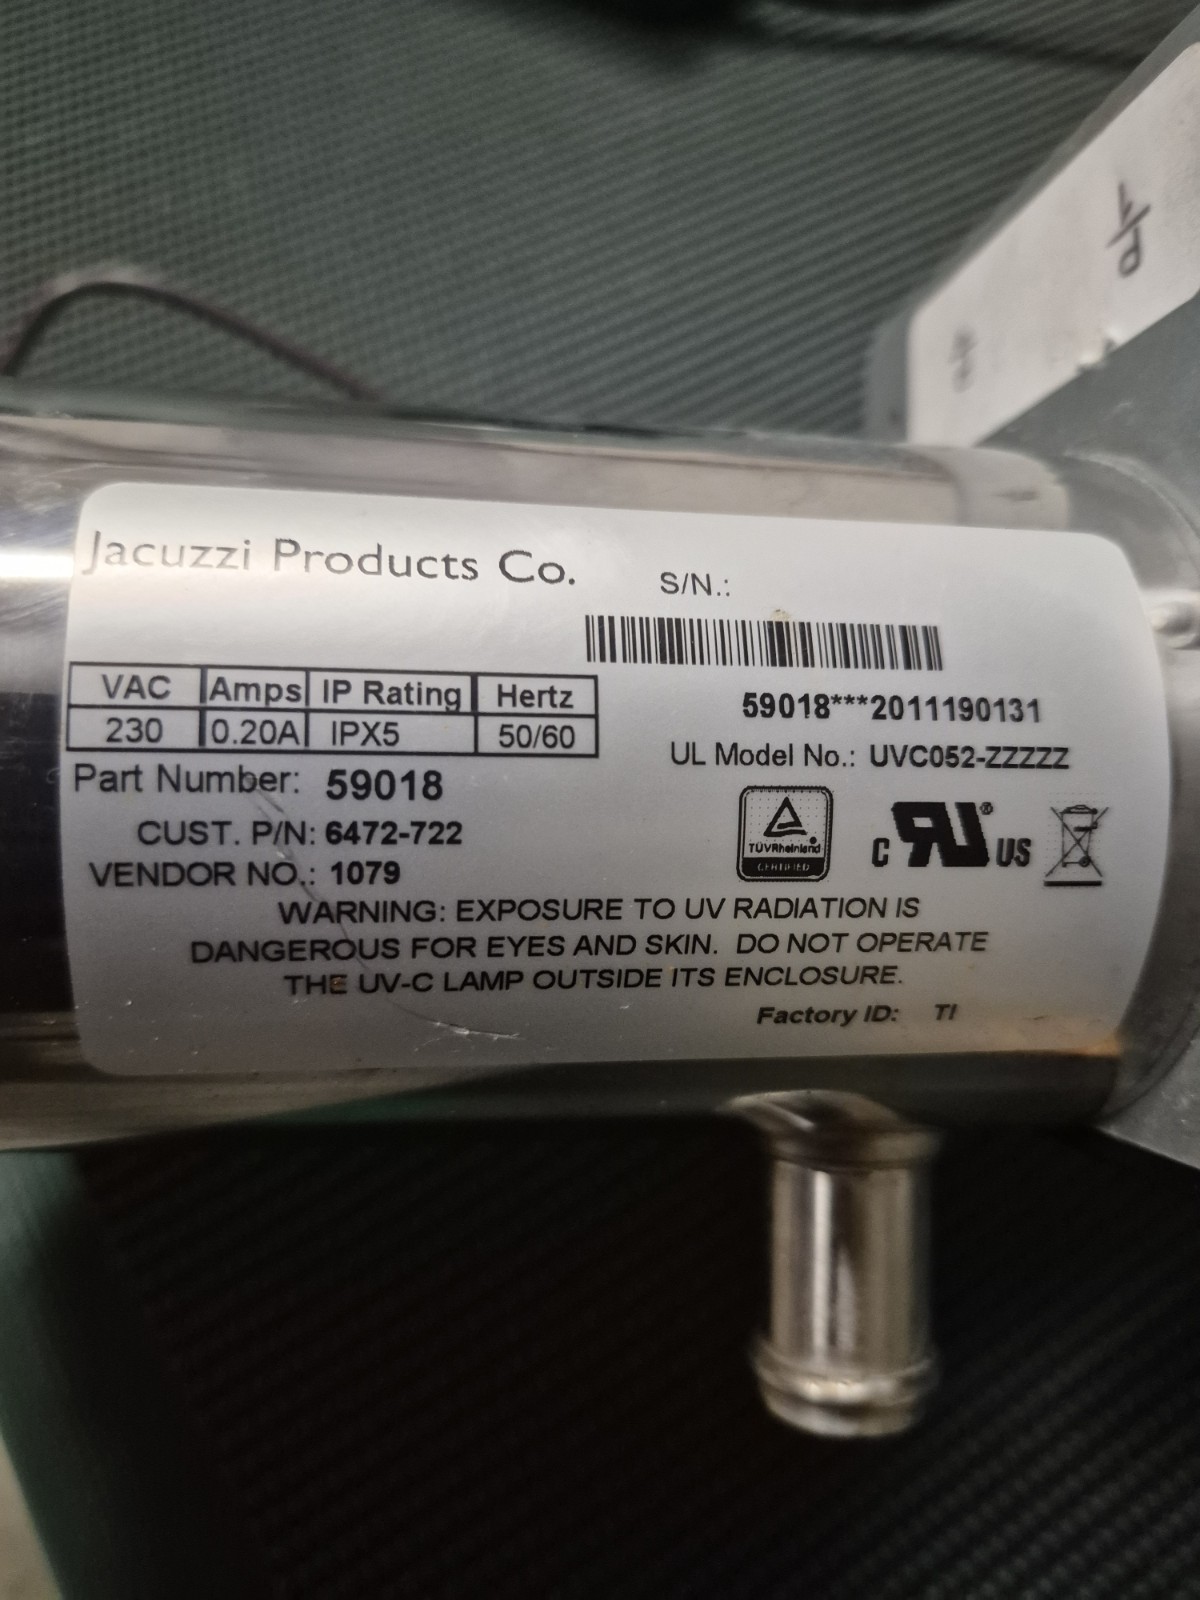 Jacuzzi Products Co.
S/N.:
VAC Amps IP Rating Hertz
230 0.20A IPX5 50/60
59018***2011190131
UL Model No.: UVC052-ZZZZZ
Part Number: 59018
CUST. P/N: 6472-722
VENDOR NO.: 1079
TÜVRheinland
CERTIFIED
C RU® US
WARNING: EXPOSURE TO UV RADIATION IS
DANGEROUS FOR EYES AND SKIN. DO NOT OPERATE
THE UV-C LAMP OUTSIDE ITS ENCLOSURE.
Factory ID: TI